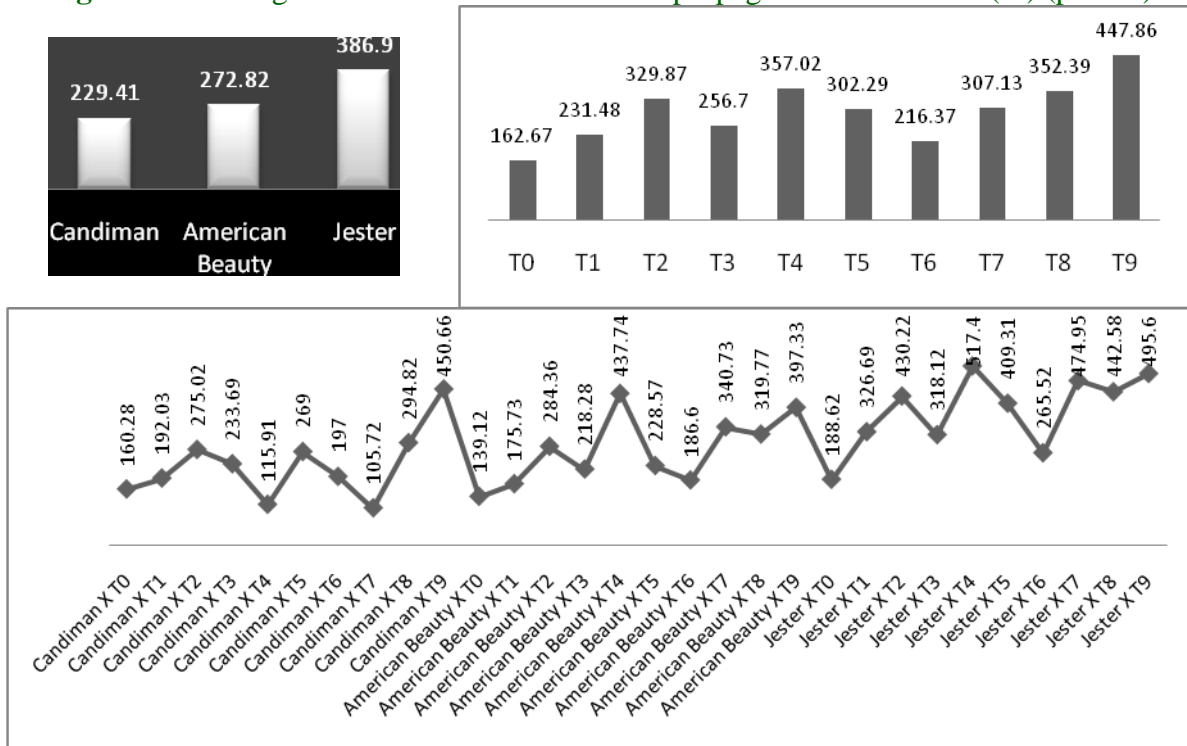 386.9
272.82
229.41
Candiman American Jester
Beauty
447.86
357.02
352.39
329.87
307.13
302.29
256.7
231.48
216.37
162.67
T0 T1 T2 T3 T4 T5 T6 T7 T8 T9
160.28
192.03
275.02
233.69
115.91
269
197
105.72
294.82
450.66
139.12
175.73
284.36
218.28
437.74
228.57
186.6
340.73
319.77
397.33
188.62
326.69
430.22
318.12
517.4
409.31
265.52
474.95
442.58
495.6
Candiman X T0
Candiman X T1
Candiman X T2
Candiman X T3
Candiman X T4
Candiman X T5
Candiman X T6
Candiman X T7
Candiman X T8
Candiman X T9
American Beauty X T0
American Beauty X T1
American Beauty X T2
American Beauty X T3
American Beauty X T4
American Beauty X T5
American Beauty X T6
American Beauty X T7
American Beauty X T8
American Beauty X T9
Jester X T0
Jester X T1
Jester X T2
Jester X T3
Jester X T4
Jester X T5
Jester X T6
Jester X T7
Jester X T8
Jester X T9